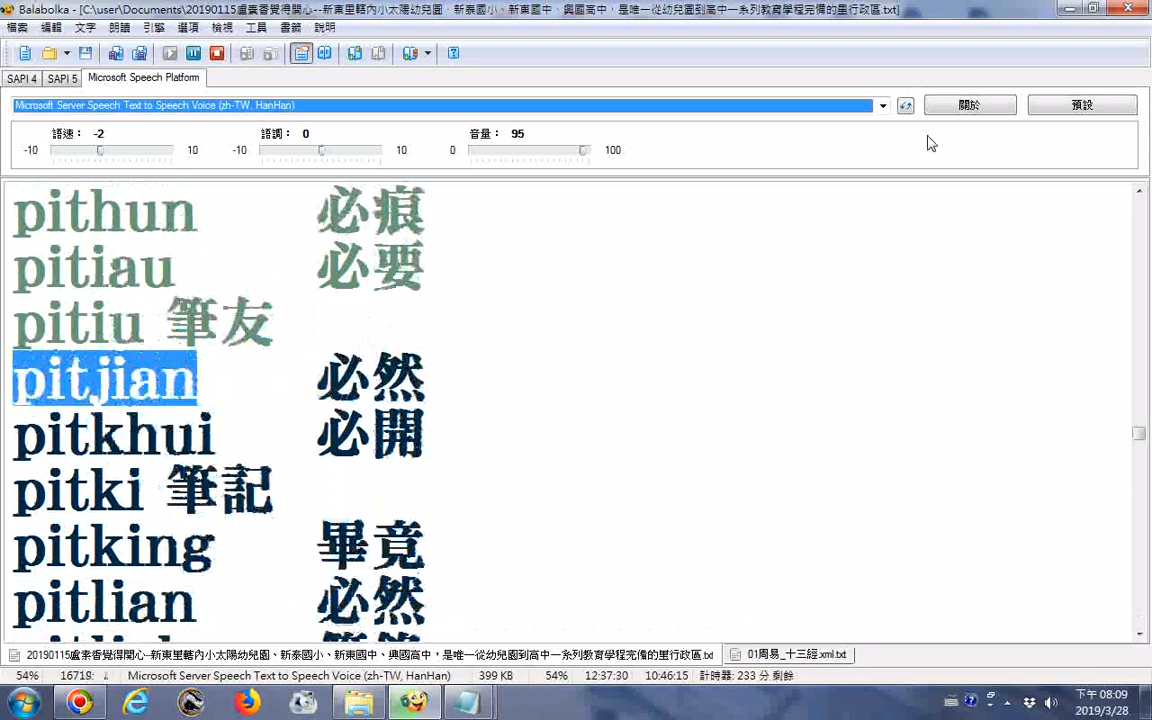 Balabolka - [C:\user\Documents\20190115盧素香覺得開心--新東里轄內小太陽幼兒園、新泰國小、新東國中、興國高中，是唯一從幼兒園到高中一系列教育學程完備的里行政區.txt]
檔案 編輯 文字 朗讀 引擎 選項 檢視 工具 書籤 說明
SAPI 4 SAPI 5 Microsoft Speech Platform
Microsoft Server Speech Text to Speech Voice (zh-TW, HanHan) 關於 預設
語速： -2 語調： 0 音量： 95
-10 10 -10 10 0 100
pithun 必痕
pitiau 必要
pitiu 筆友
pitjian 必然
pitkhui 必開
pitki 筆記
pitking 畢竟
pitlian 必然
20190115盧素香覺得開心--新東里轄內小太陽幼兒園、新泰國小、新東國中、興國高中，是唯一從幼兒園到高中一系列教育學程完備的里行政區.txt 01周易_十三經.xml.txt
54% 16718: Microsoft Server Speech Text to Speech Voice (zh-TW, HanHan) 399 KB 54% 12:37:30 10:46:15 計時器: 233 分 剩餘
下午 08:09
2019/3/28